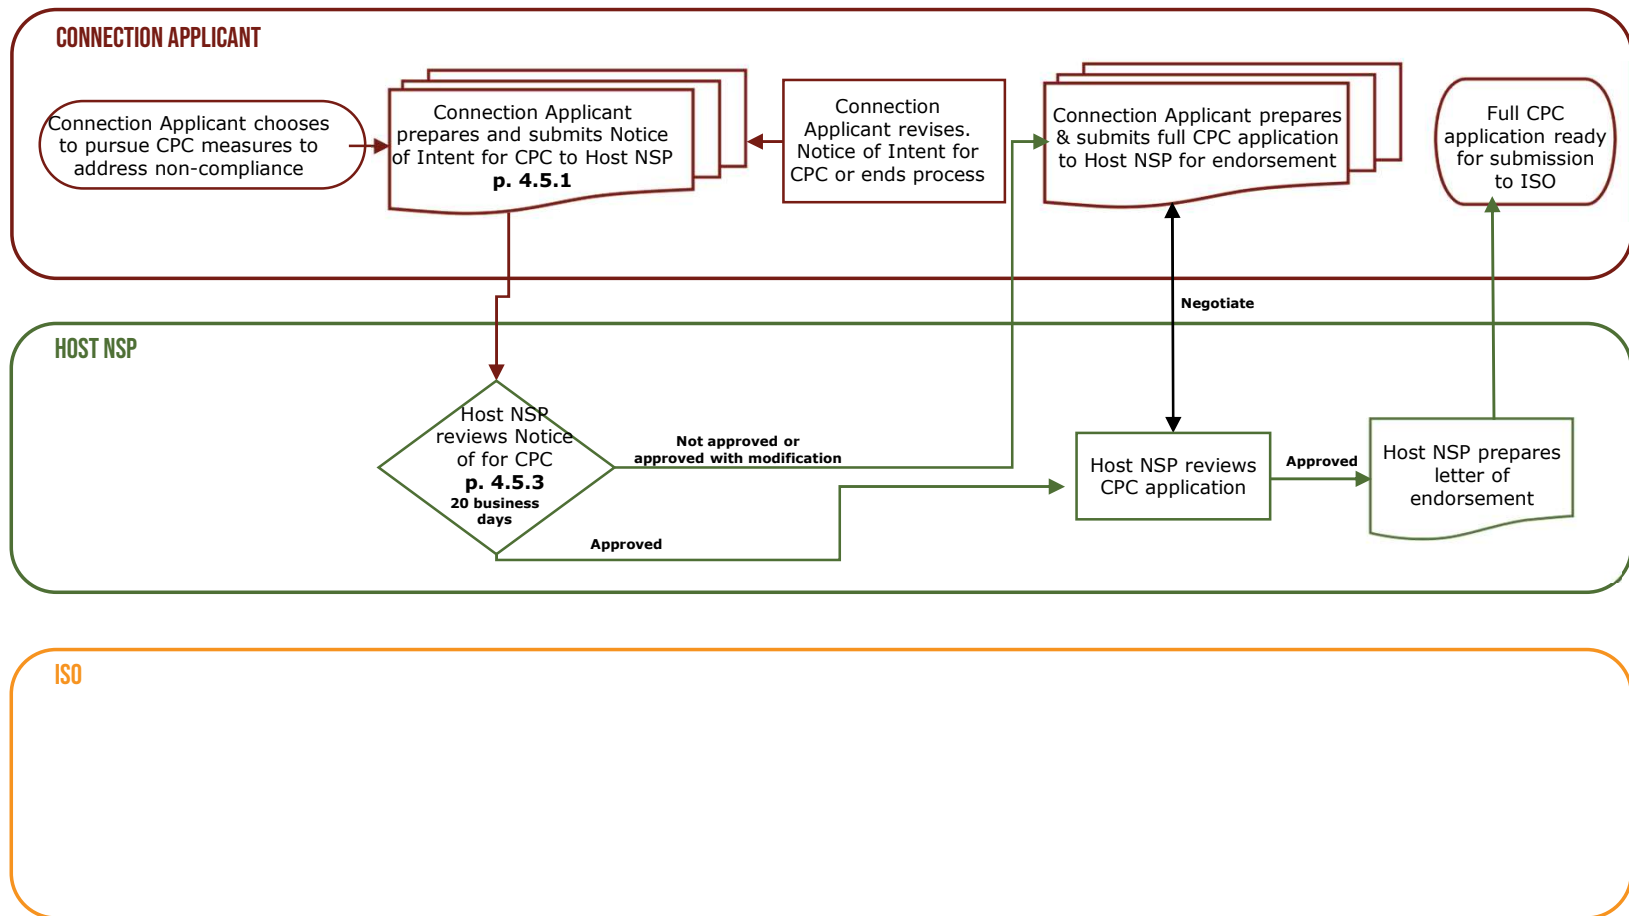 CONNECTION APPLICANT
Connection Applicant chooses
to pursue CPC measures to
address non-compliance
Connection Applicant
prepares and submits Notice
of Intent for CPC to Host NSP
p. 4.5.1
Connection
Applicant revises.
Notice of Intent for
CPC or ends process
Connection Applicant prepares
& submits full CPC application
to Host NSP for endorsement
Full CPC
application ready
for submission
to ISO
Negotiate
HOST NSP
Host NSP
reviews Notice
of for CPC
p. 4.5.3
20 business
days
Not approved or
approved with modification
Approved
Host NSP reviews
CPC application
Approved
Host NSP prepares
letter of
endorsement
ISO